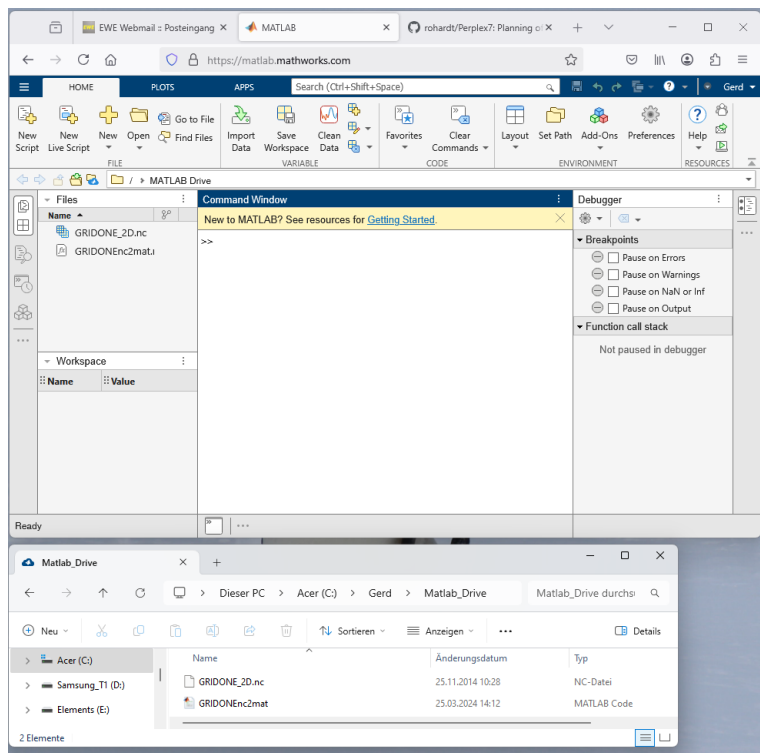 EWE Webmail :: Posteingang
MATLAB
rohardt/Perplex7: Planning of
https://matlab.mathworks.com
HOME PLOTS APPS Search (Ctrl+Shift+Space) Gerd
New Script
New Live Script
New
Open
Go to File
Find Files
Import Data
Save Workspace
Clean Data
Favorites
Clear Commands
Layout
Set Path
Add-Ons
Preferences
Help
FILE VARIABLE CODE ENVIRONMENT RESOURCES
/ MATLAB Drive
Files
Name
GRIDONE_2D.nc
GRIDONEnc2mat.
Workspace
Name Value
Command Window
New to MATLAB? See resources for Getting Started.
>>
Debugger
Breakpoints
Pause on Errors
Pause on Warnings
Pause on NaN or Inf
Pause on Output
Function call stack
Not paused in debugger
Ready
Matlab_Drive
Dieser PC > Acer (C:) > Gerd > Matlab_Drive
Matlab_Drive durchs
Neu Sortieren Anzeigen Details
Acer (C:)
Samsung_T1 (D:)
Elements (E:)
Name Änderungsdatum Typ
GRIDONE_2D.nc 25.11.2014 10:28 NC-Datei
GRIDONEnc2mat 25.03.2024 14:12 MATLAB Code
2 Elemente